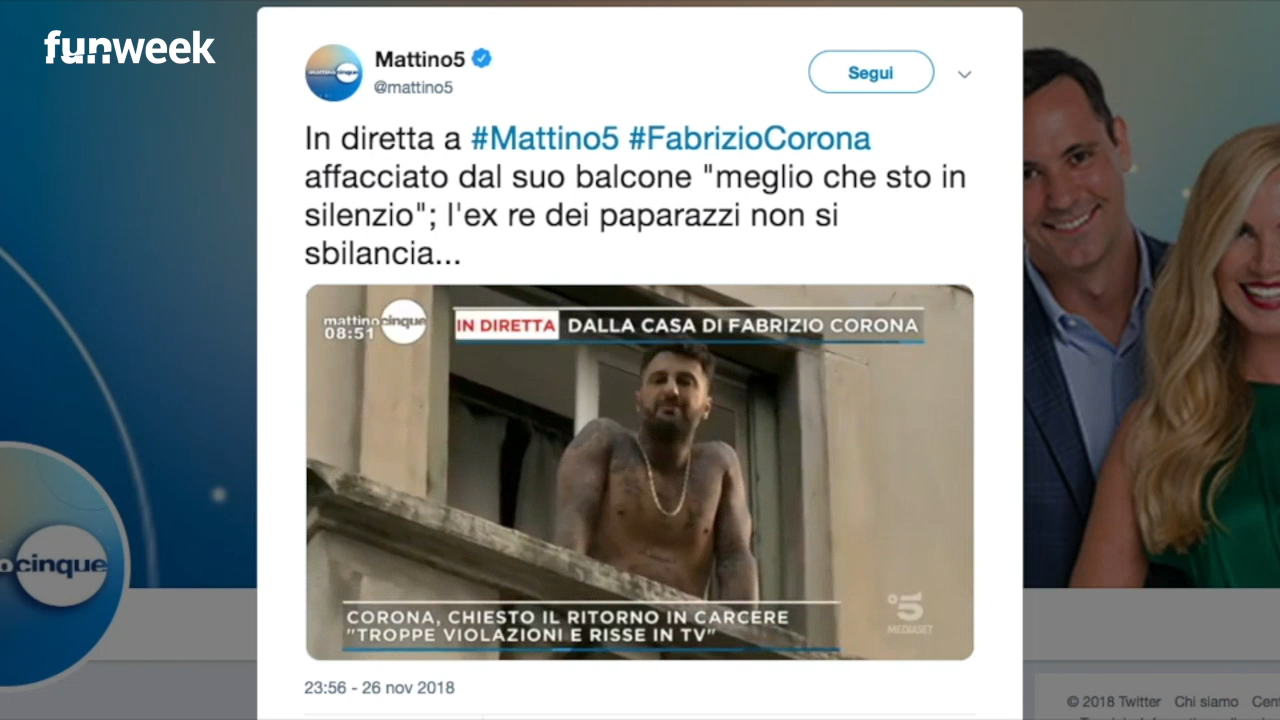 funweek
Mattino5
@mattino5
Segui
In diretta a #Mattino5 #FabrizioCorona
affacciato dal suo balcone "meglio che sto in
silenzio"; l'ex re dei paparazzi non si
sbilancia...
mattino cinque
08:51
IN DIRETTA DALLA CASA DI FABRIZIO CORONA
CORONA, CHIESTO IL RITORNO IN CARCERE
"TROPPE VIOLAZIONI E RISSE IN TV"
5
MEDIASET
ocinque
23:56 - 26 nov 2018
© 2018 Twitter Chi siamo